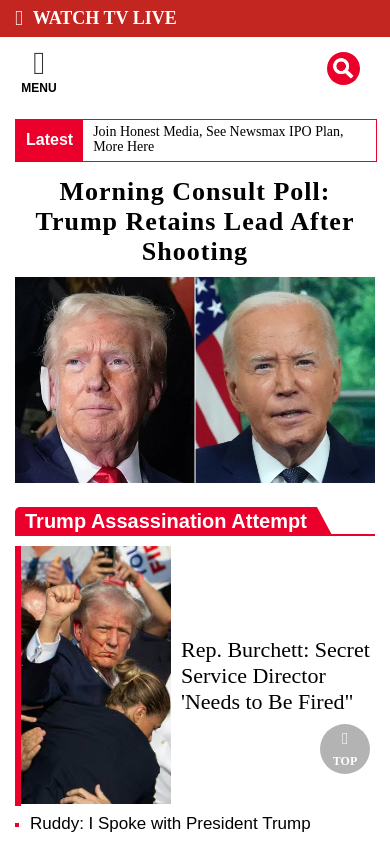 WATCH TV LIVE
MENU
Latest
Join Honest Media, See Newsmax IPO Plan,
More Here
Morning Consult Poll:
Trump Retains Lead After
Shooting
Trump Assassination Attempt
Rep. Burchett: Secret
Service Director
'Needs to Be Fired"
TOP
Ruddy: I Spoke with President Trump